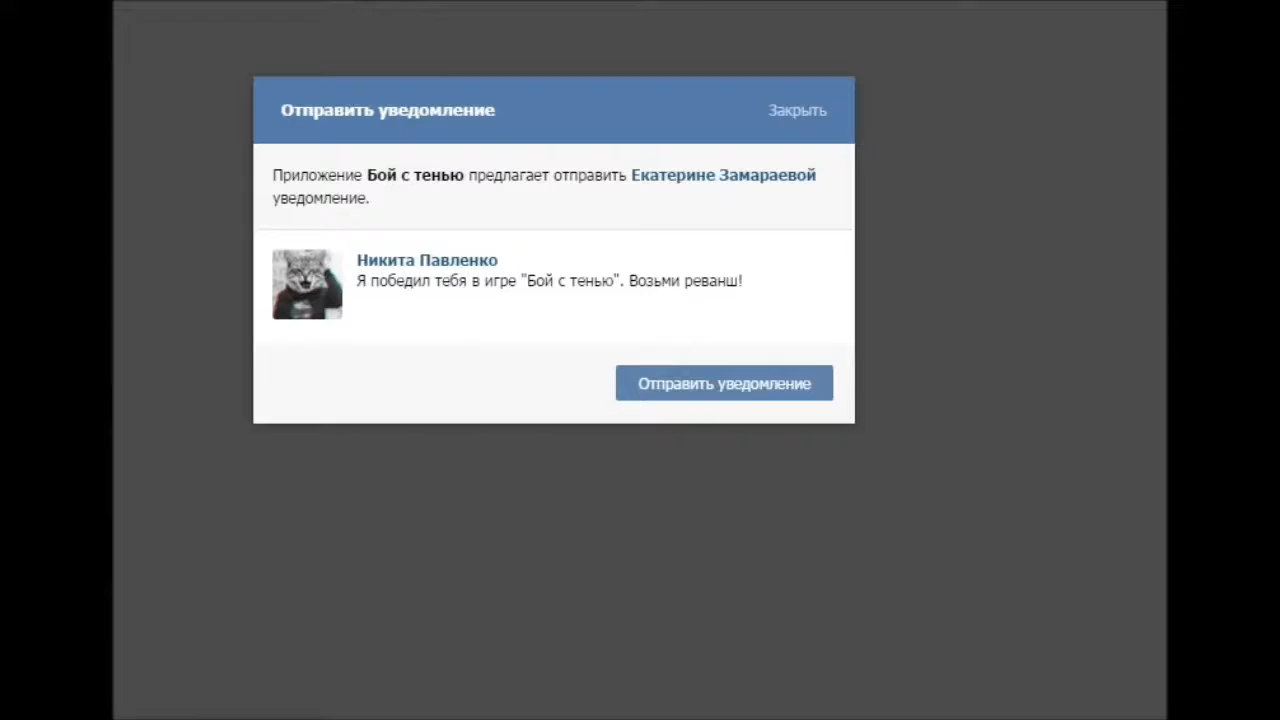 Отправить уведомление
Закрыть
Приложение Бой с тенью предлагает отправить Екатерине Замараевой
уведомление.
Никита Павленко
Я победил тебя в игре "Бой с тенью". Возьми реванш!
Отправить уведомление